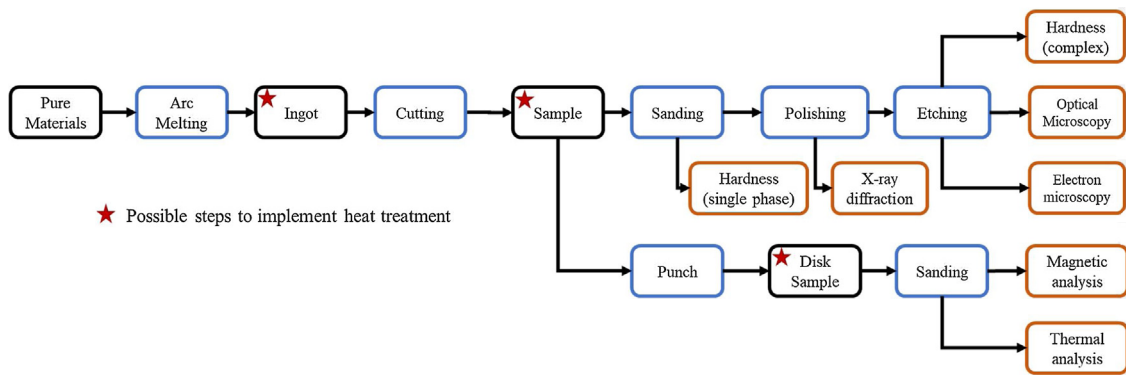 Hardness
(complex)
Pure
Materials
Arc
Melting
Ingot
Cutting
Sample
Sanding
Polishing
Etching
Optical
Microscopy
Hardness
(single phase)
X-ray
diffraction
Electron
microscopy
Possible steps to implement heat treatment
Punch
Disk
Sample
Sanding
Magnetic
analysis
Thermal
analysis